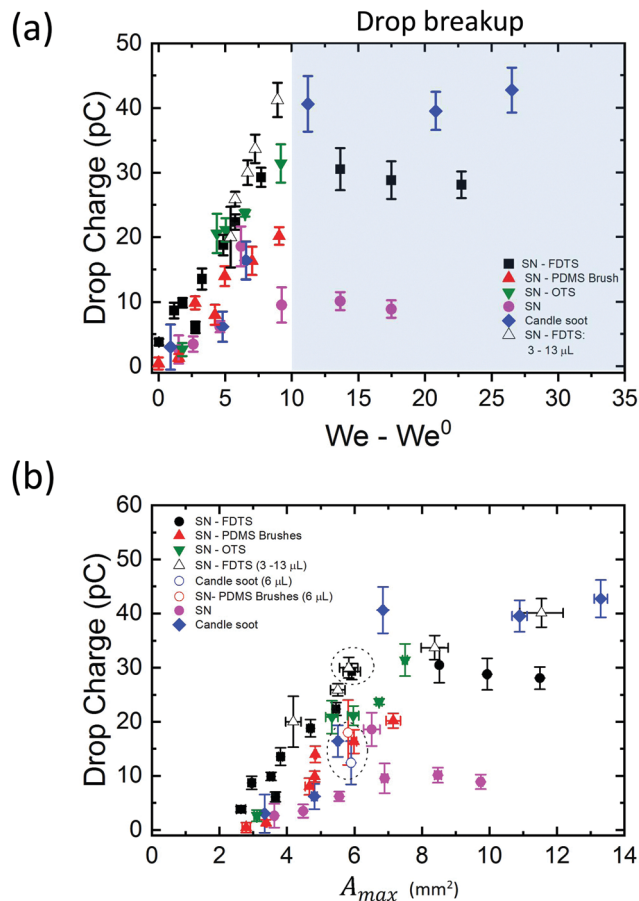 (a)
Drop breakup
50
40
30
20
10
0
Drop Charge (pC)
SN - FDTS
SN - PDMS Brush
SN - OTS
SN
Candle soot
SN - FDTS:
3 - 13 μL
0 5 10 15 20 25 30 35
We - We⁰
(b)
60
50
40
30
20
10
0
Drop Charge (pC)
SN - FDTS
SN - PDMS Brushes
SN - OTS
SN - FDTS (3 -13 μL)
Candle soot (6 μL)
SN- PDMS Brushes (6 μL)
SN
Candle soot
0 2 4 6 8 10 12 14
Amax (mm²)